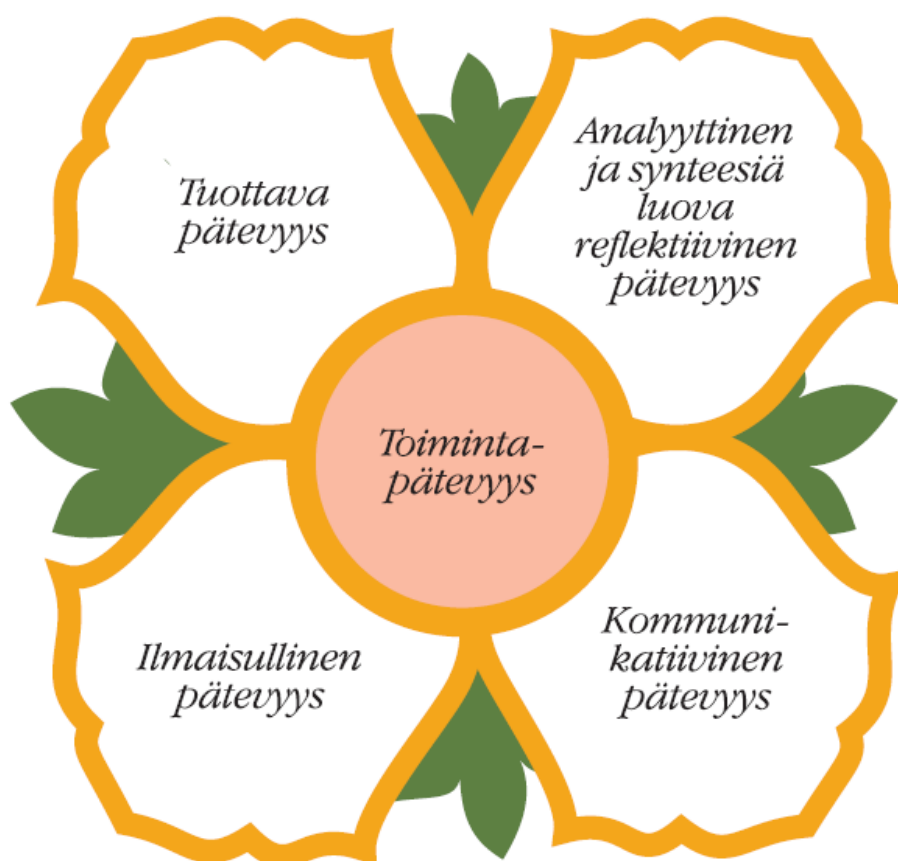 Tuottava
pätevyys
Analyyttinen
ja synteesiä
luova
reflektiivinen
pätevyys
Toiminta-
pätevyys
Ilmaisullinen
pätevyys
Kommuni-
katiivinen
pätevyys